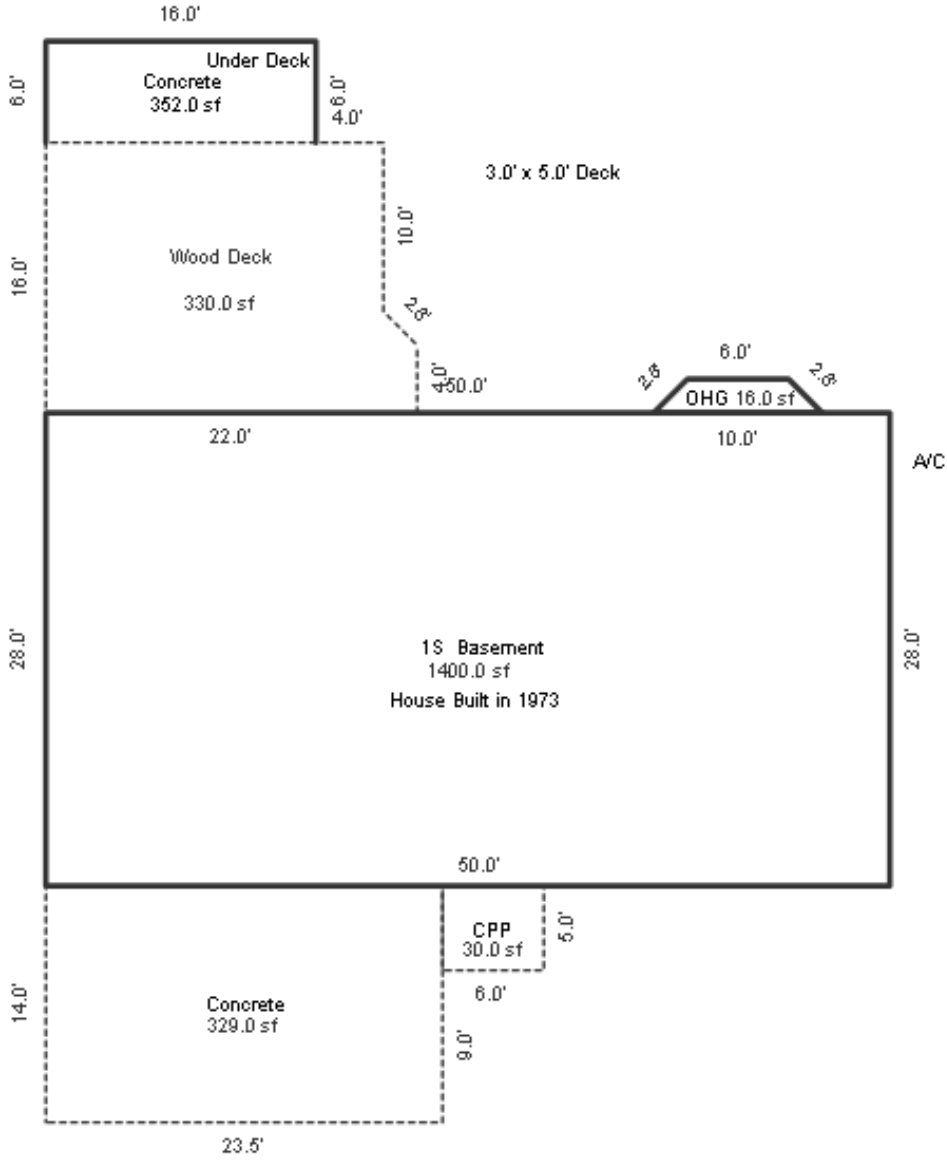 16.0'
6.0'
Under Deck
Concrete
352.0 sf
6.0'
4.0'
3.0' x 5.0' Deck
10.0'
Wood Deck
330.0 sf
16.0'
2.8'
4.0'
50.0'
6.0'
2.8'
2.8'
OHG 16.0 sf
22.0'
10.0'
A/C
28.0'
28.0'
1S Basement
1400.0 sf
House Built in 1973
50.0'
CPP
30.0 sf
5.0'
6.0'
14.0'
Concrete
329.0 sf
9.0'
23.5'